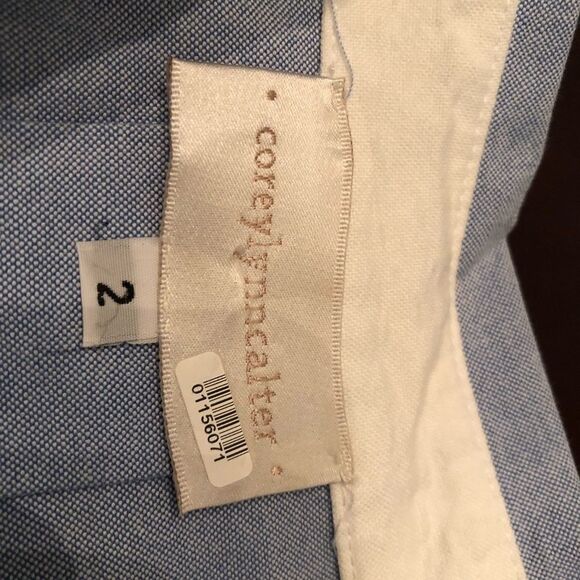 • coreylynncalter •
2
01156071